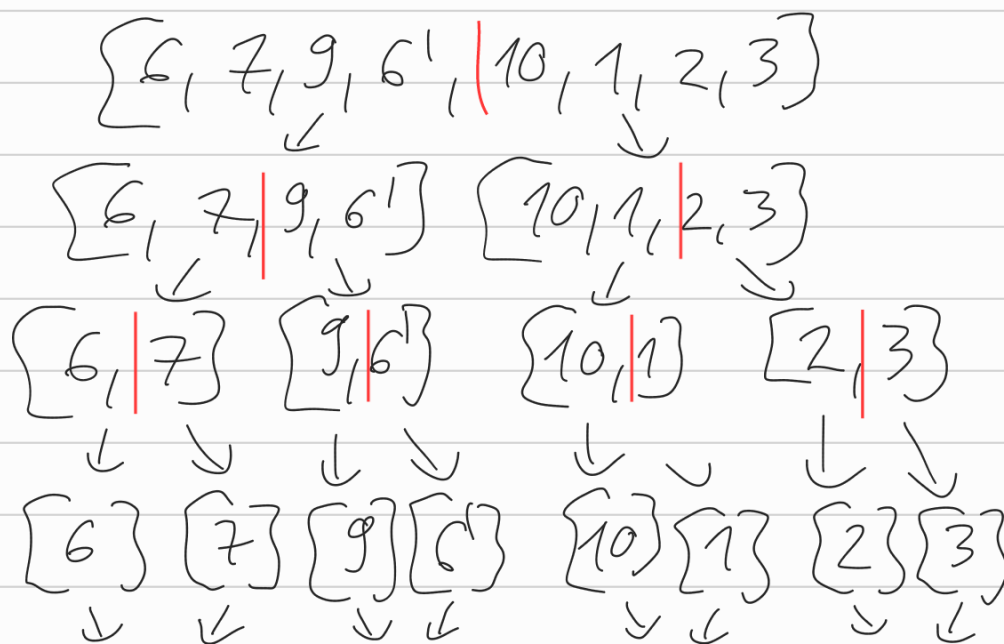 [6, 7, 9, 6', 10, 1, 2, 3]
[6, 7, 9, 6'] [10, 1, 2, 3]
[6, 7] [9, 6'] [10, 1] [2, 3]
[6] [7] [9] [6'] [10] [1] [2] [3]